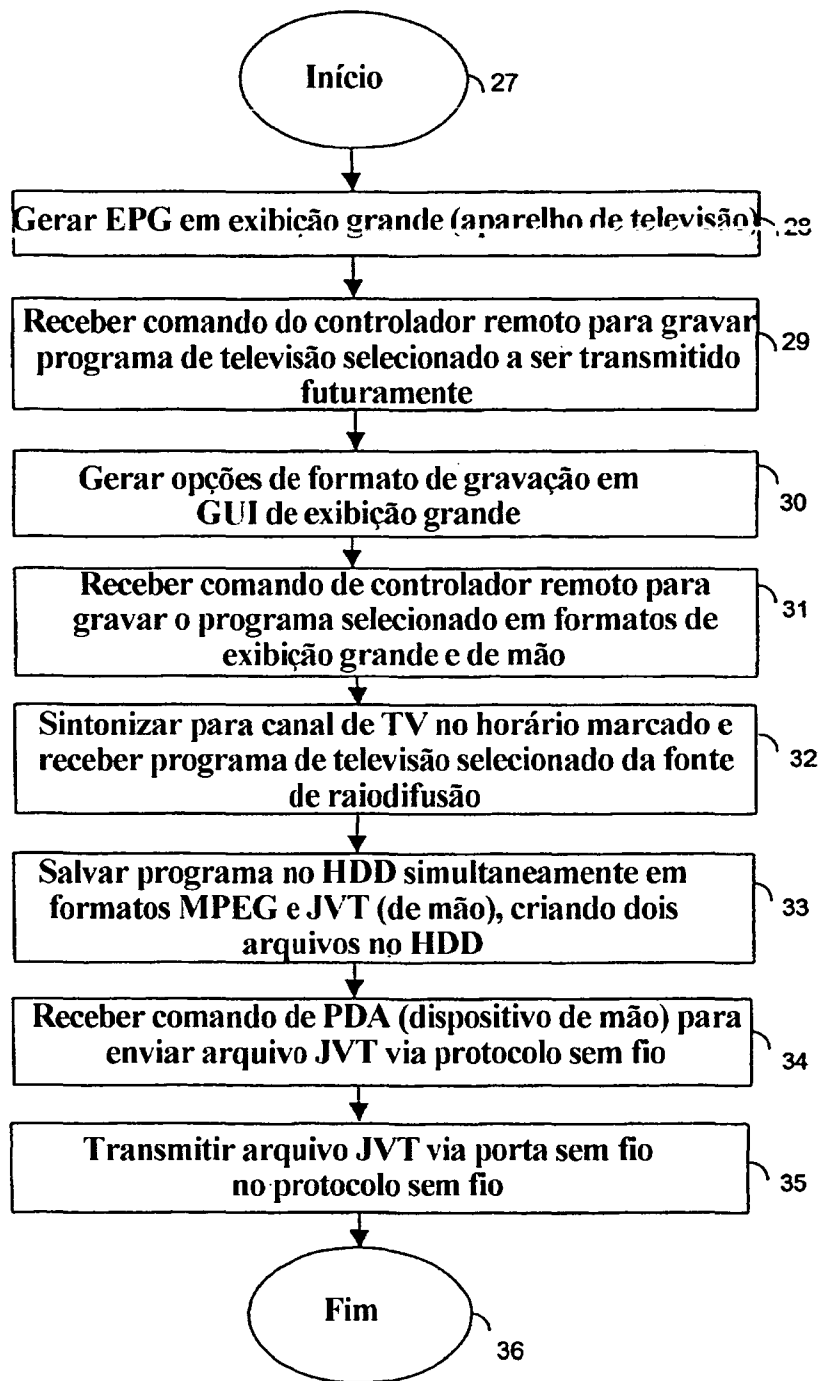 Início
27
Gerar EPG em exibição grande (aparelho de televisão)
28
Receber comando do controlador remoto para gravar
programa de televisão selecionado a ser transmitido
futuramente
29
Gerar opções de formato de gravação em
GUI de exibição grande
30
Receber comando de controlador remoto para
gravar o programa selecionado em formatos de
exibição grande e de mão
31
Sintonizar para canal de TV no horário marcado e
receber programa de televisão selecionado da fonte
de raiodifusão
32
Salvar programa no HDD simultaneamente em
formatos MPEG e JVT (de mão), criando dois
arquivos no HDD
33
Receber comando de PDA (dispositivo de mão) para
enviar arquivo JVT via protocolo sem fio
34
Transmitir arquivo JVT via porta sem fio
no protocolo sem fio
35
Fim
36